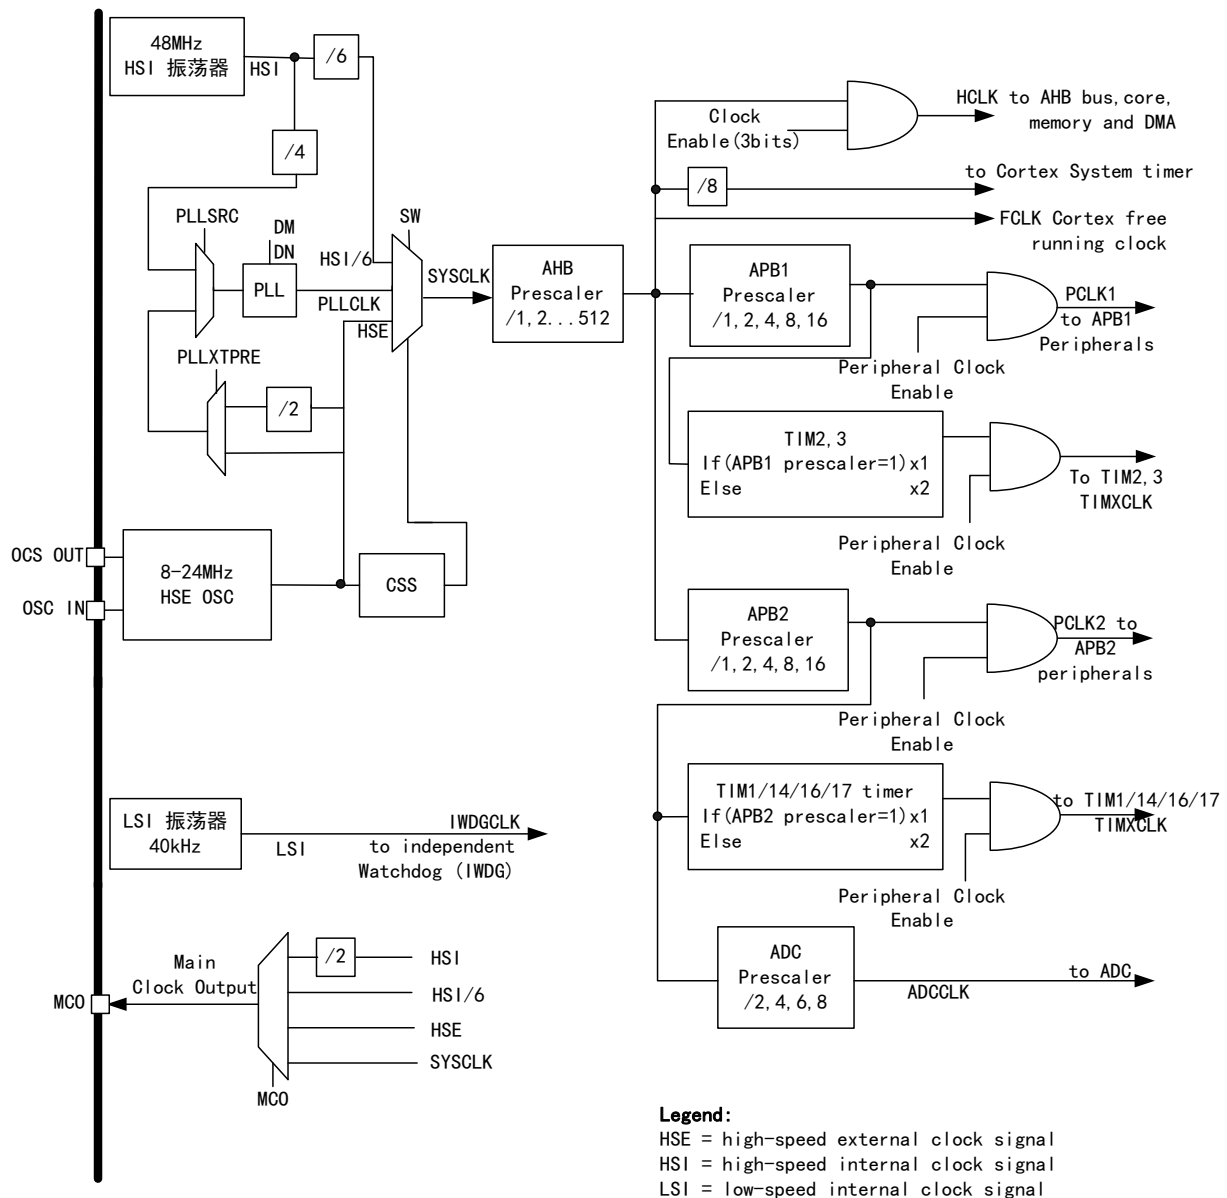 48MHz
HSI 振荡器
HSI
/6
/4
PLLSRC
DM
DN
PLL
SW
HSI/6
PLLCLK
HSE
SYSCLK
PLLXTPRE
/2
OCS OUT
OSC IN
8-24MHz
HSE OSC
CSS
AHB
Prescaler
/1,2...512
Clock
Enable(3bits)
HCLK to AHB bus,core,
memory and DMA
/8
to Cortex System timer
FCLK Cortex free
running clock
APB1
Prescaler
/1,2,4,8,16
PCLK1
to APB1
Peripherals
Peripheral Clock
Enable
TIM2,3
If(APB1 prescaler=1)x1
Else x2
To TIM2,3
TIMXCLK
Peripheral Clock
Enable
APB2
Prescaler
/1,2,4,8,16
PCLK2 to
APB2
peripherals
Peripheral Clock
Enable
TIM1/14/16/17 timer
If(APB2 prescaler=1)x1
Else x2
to TIM1/14/16/17
TIMXCLK
Peripheral Clock
Enable
ADC
Prescaler
/2,4,6,8
ADCCLK
to ADC
LSI 振荡器
40kHz
LSI
IWDGCLK
to independent
Watchdog (IWDG)
Main
Clock Output
MCO
/2
HSI
HSI/6
HSE
SYSCLK
MCO
Legend:
HSE = high-speed external clock signal
HSI = high-speed internal clock signal
LSI = low-speed internal clock signal